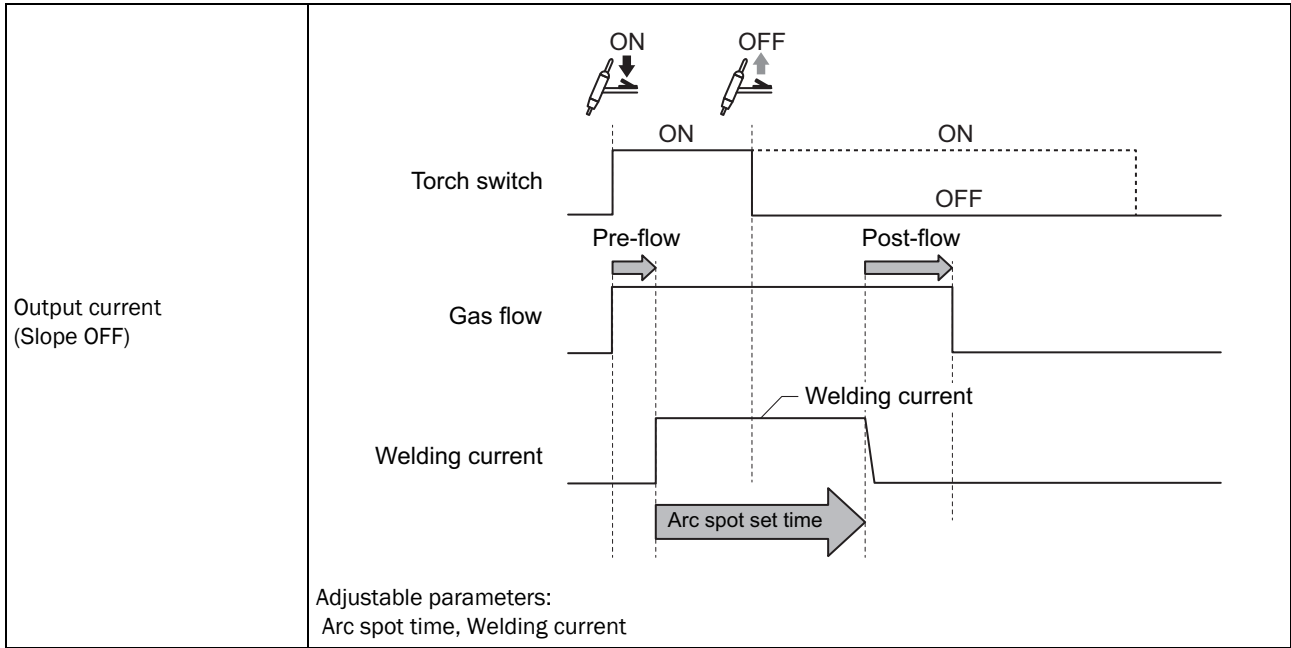 Output current
(Slope OFF)
ON
OFF
ON
ON
Torch switch
OFF
Pre-flow
Post-flow
Gas flow
Welding current
Welding current
Arc spot set time
Adjustable parameters:
Arc spot time, Welding current